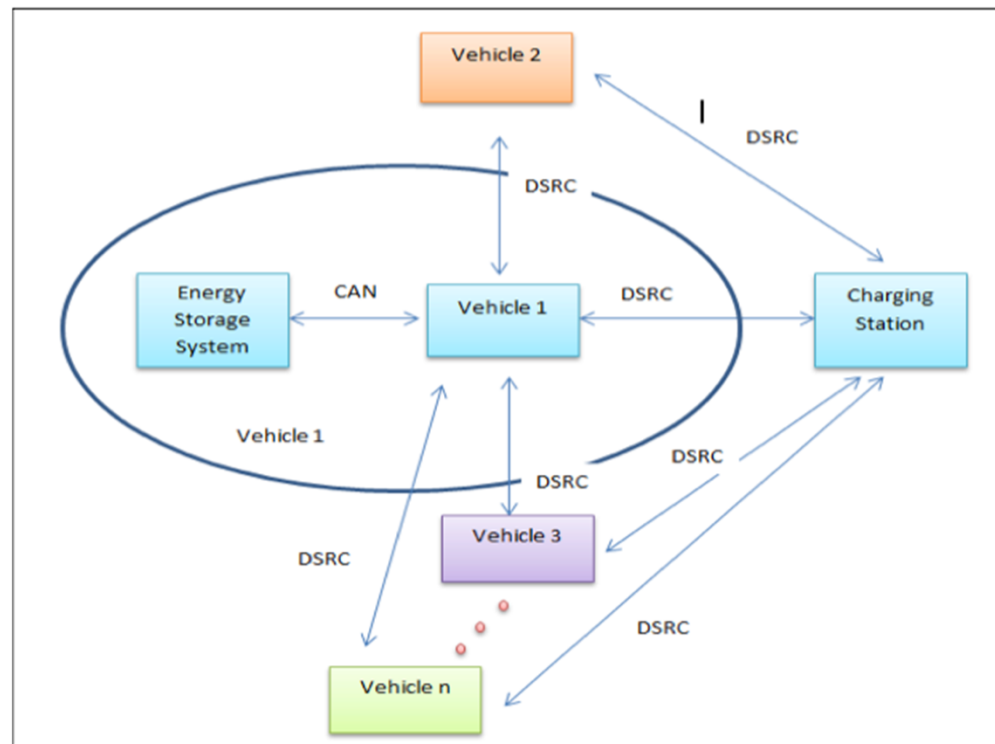 Vehicle 2
DSRC
DSRC
Energy
Storage
System
CAN
Vehicle 1
DSRC
Charging
Station
Vehicle 1
DSRC
DSRC
Vehicle 3
DSRC
DSRC
Vehicle n